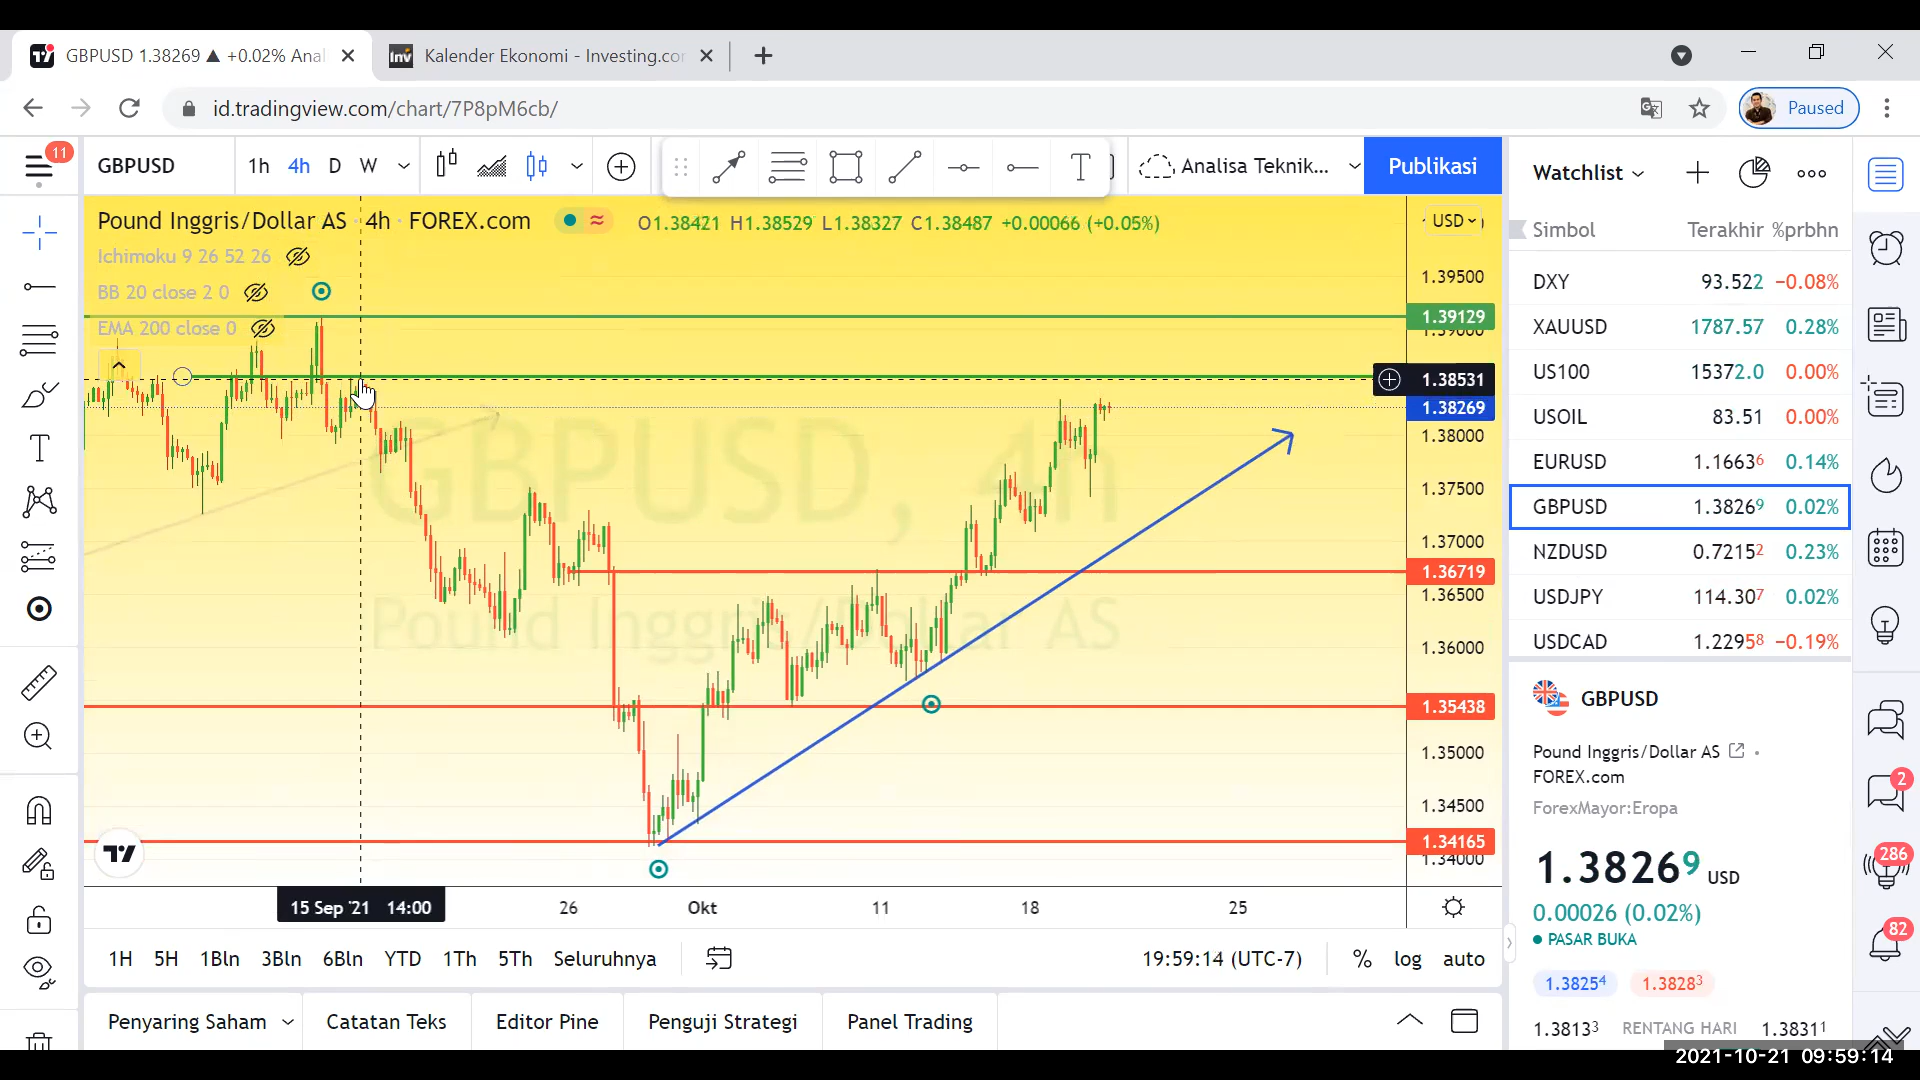 GBPUSD 1.38269 ▲ +0.02% Anal
Inv Kalender Ekonomi - Investing.com
id.tradingview.com/chart/7P8pM6cb/
Paused
11
GBPUSD 1h 4h D W
T
Analisa Teknik...
Publikasi
Pound Inggris/Dollar AS · 4h · FOREX.com
O1.38421 H1.38529 L1.38327 C1.38487 +0.00066 (+0.05%)
USD
Ichimoku 9 26 52 26
BB 20 close 2 0
EMA 200 close 0
GBPUSD, 4h
Pound Inggris/Dollar AS
1.39500
1.39129
1.39000
1.38531
1.38269
1.38000
1.37500
1.37000
1.36719
1.36500
1.36000
1.35438
1.35000
1.34500
1.34165
1.34000
15 Sep '21 14:00 26 Okt 11 18 25
1H 5H 1Bln 3Bln 6Bln YTD 1Th 5Th Seluruhnya
19:59:14 (UTC-7) % log auto
Penyaring Saham Catatan Teks Editor Pine Penguji Strategi Panel Trading
Watchlist
Simbol Terakhir %prbhn
DXY 93.522 −0.08%
XAUUSD 1787.57 0.28%
US100 15372.0 0.00%
USOIL 83.51 0.00%
EURUSD 1.16636 0.14%
GBPUSD 1.38269 0.02%
NZDUSD 0.72152 0.23%
USDJPY 114.307 0.02%
USDCAD 1.22958 −0.19%
GBPUSD
Pound Inggris/Dollar AS ·
FOREX.com
ForexMayor:Eropa
1.38269 USD
0.00026 (0.02%)
PASAR BUKA
1.38254 1.38283
1.38133 RENTANG HARI 1.38311
2
286
82
2021-10-21 09:59:14